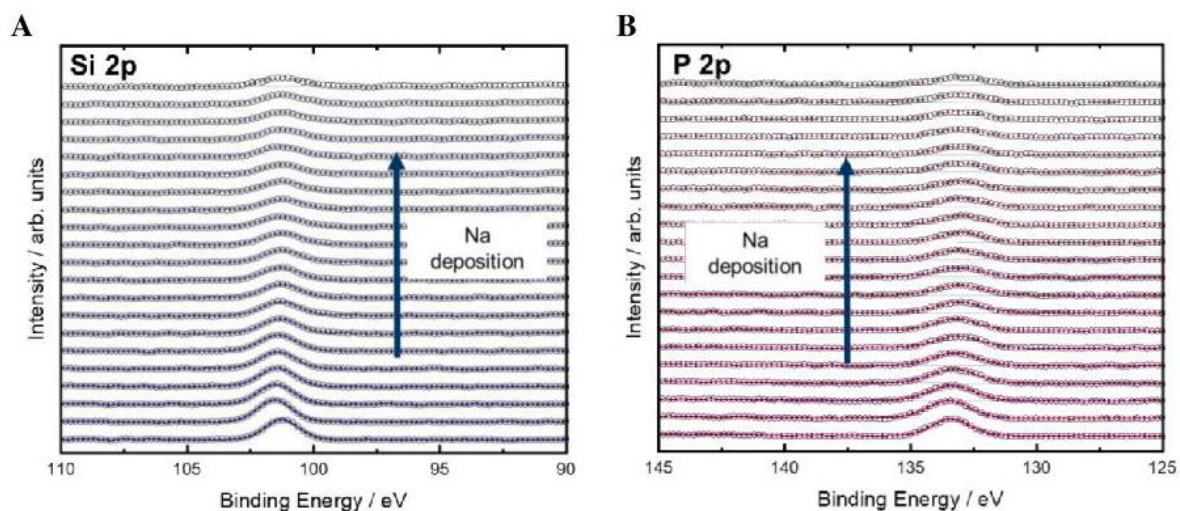 A
Si 2p
Na
deposition
Intensity / arb. units
110
105
100
95
90
Binding Energy / eV
B
P 2p
Na
deposition
Intensity / arb. units
145
140
135
130
125
Binding Energy / eV